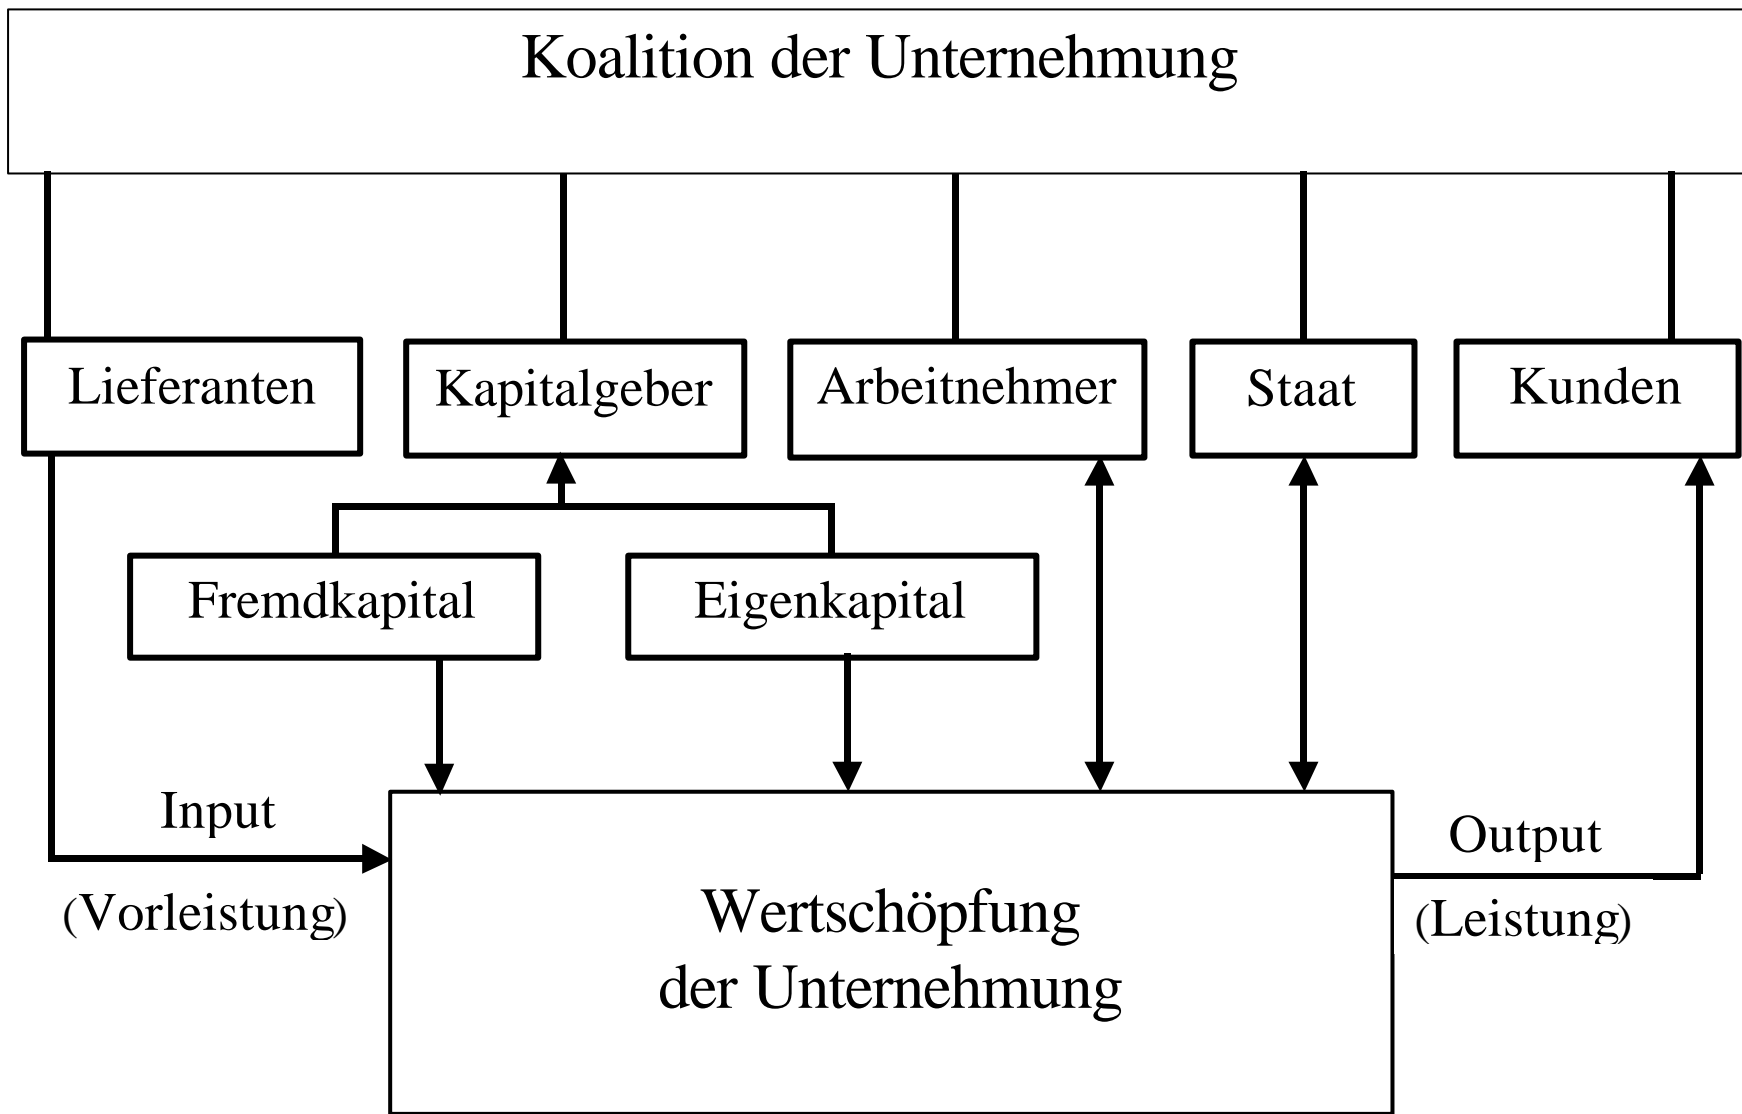 Koalition der Unternehmung
Lieferanten
Kapitalgeber
Arbeitnehmer
Staat
Kunden
Fremdkapital
Eigenkapital
Input
(Vorleistung)
Output
(Leistung)
Wertschöpfung
der Unternehmung